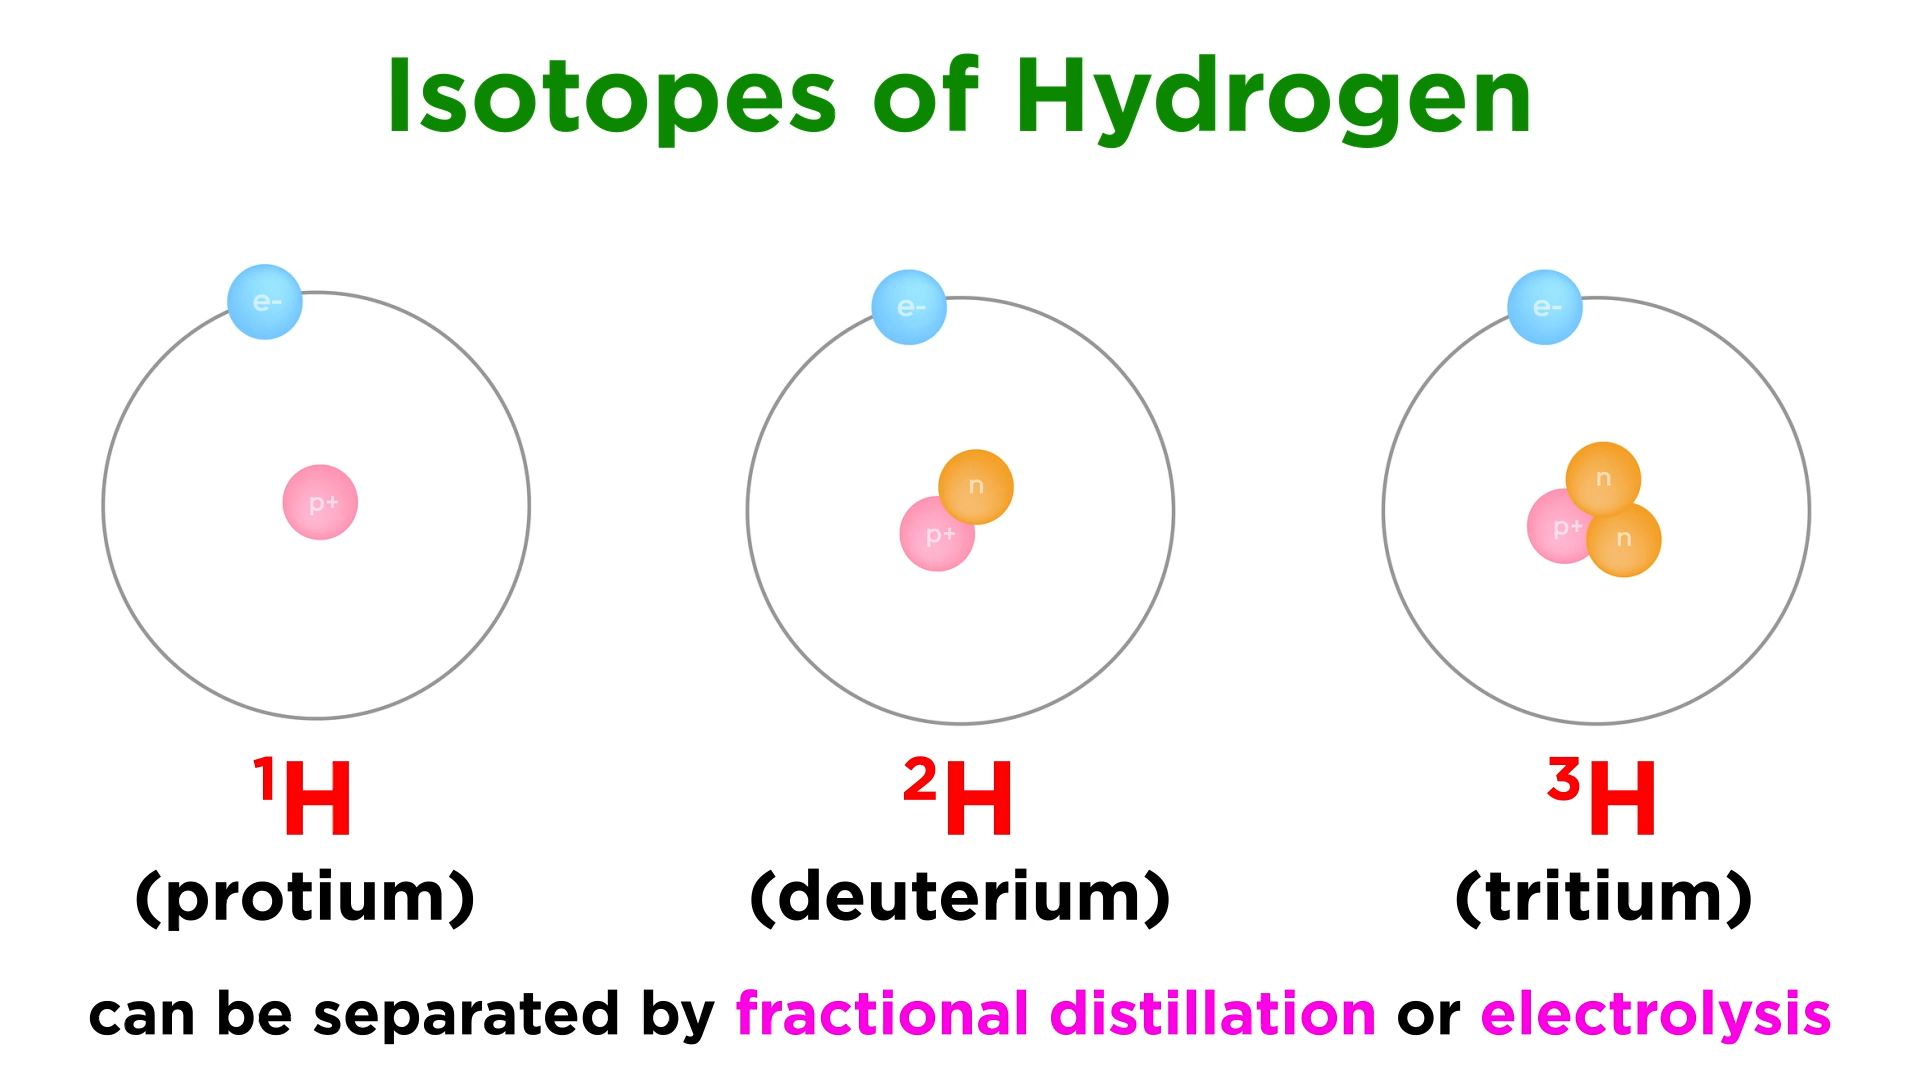 Isotopes of Hydrogen
e- e- e-
p+ n p+ n p+ n
¹H ²H ³H
(protium) (deuterium) (tritium)
can be separated by fractional distillation or electrolysis